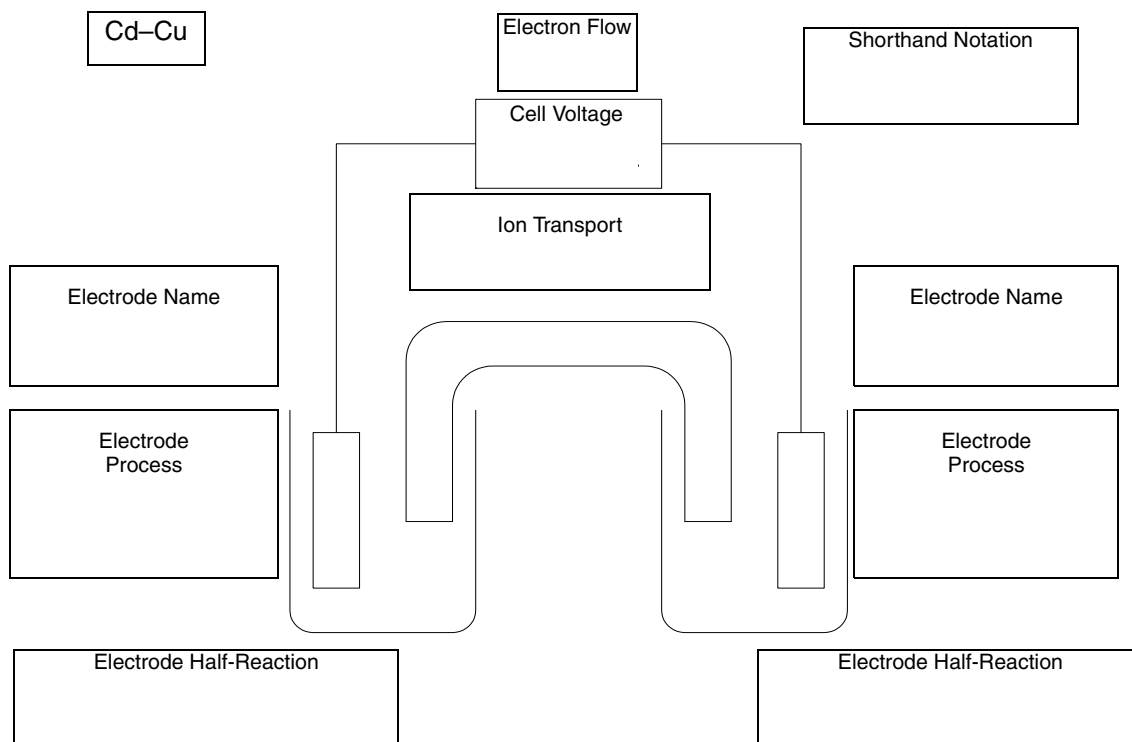 Cd–Cu
Electron Flow
Shorthand Notation
Cell Voltage
Ion Transport
Electrode Name
Electrode Name
Electrode
Process
Electrode
Process
Electrode Half-Reaction
Electrode Half-Reaction